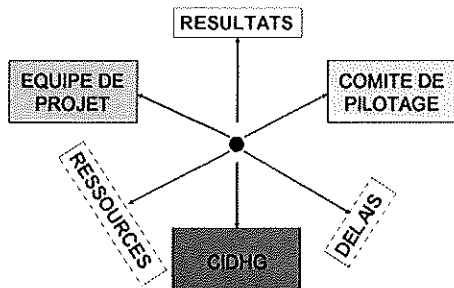 RESULTATS
EQUIPE DE
PROJET
COMITE DE
PILOTAGE
RESSOURCES
DELAIS
CIDHG